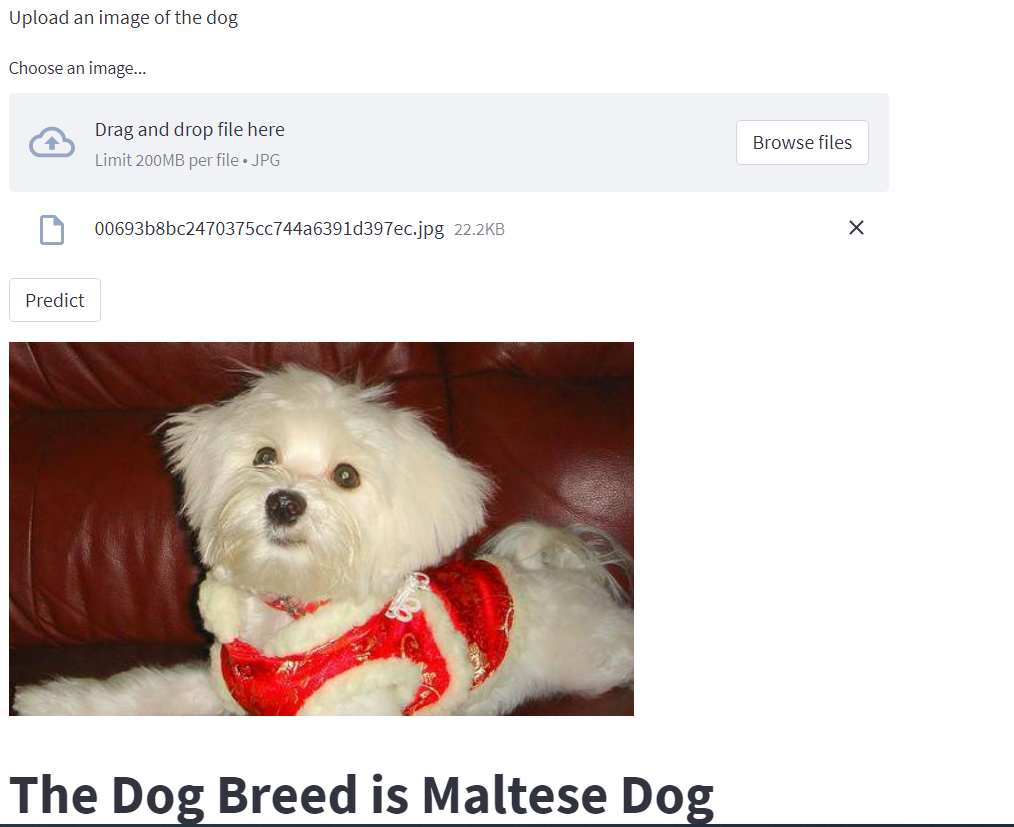 Upload an image of the dog
Choose an image...
Drag and drop file here
Limit 200MB per file • JPG
Browse files
00693b8bc2470375cc744a6391d397ec.jpg 22.2KB
Predict
The Dog Breed is Maltese Dog